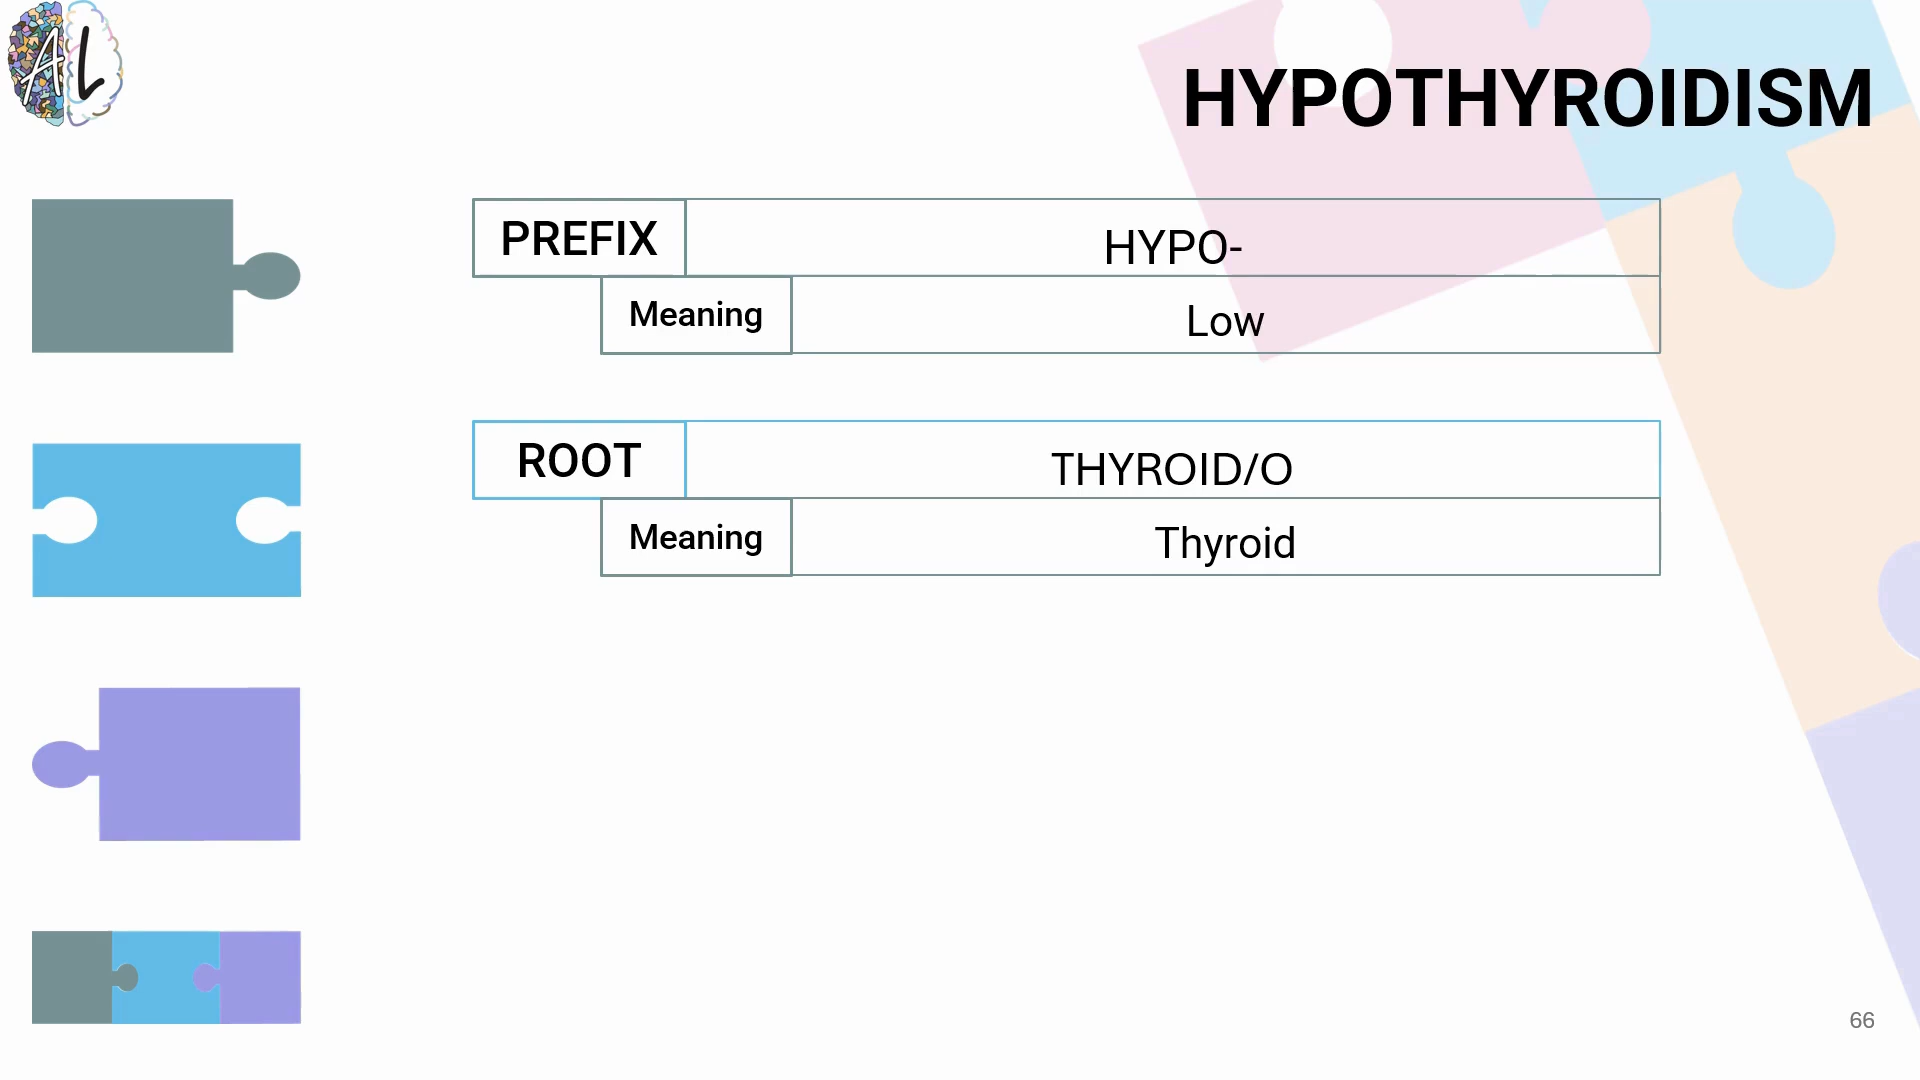 AL
HYPOTHYROIDISM
PREFIX
HYPO-
Meaning
Low
ROOT
THYROID/O
Meaning
Thyroid
66